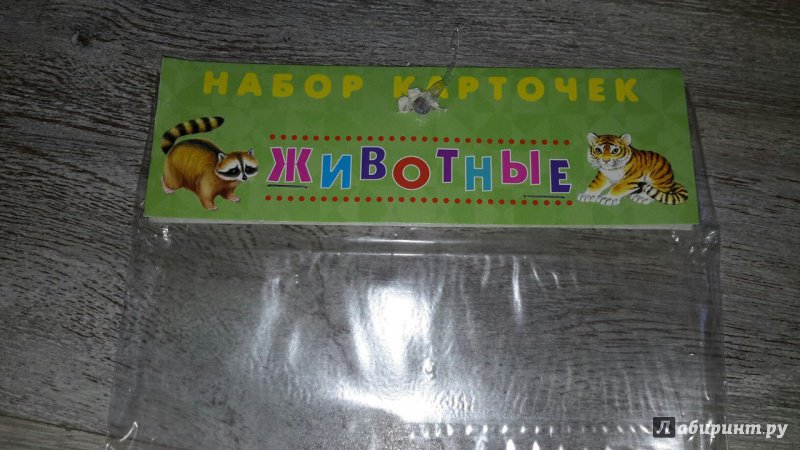 НАБОР КАРТОЧЕК
ЖИВОТНЫЕ
Лабиринт.ру